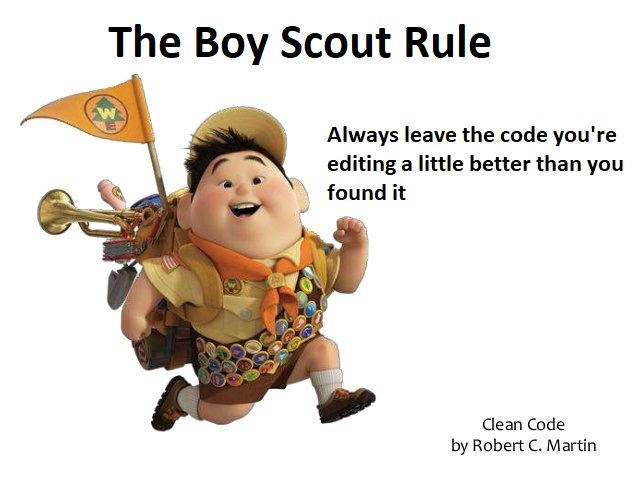 The Boy Scout Rule
W
E
Always leave the code you're
editing a little better than you
found it
W
Clean Code
by Robert C. Martin